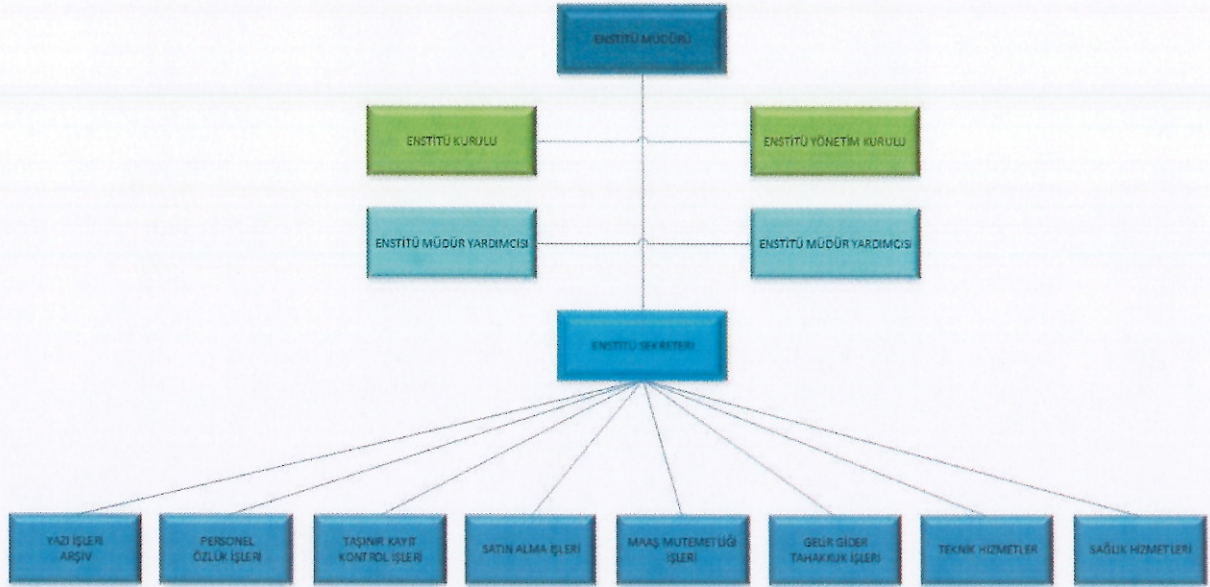 ENSTİTÜ MÜDÜRÜ
ENSTİTÜ KURULU
ENSTİTÜ YÖNETİM KURULU
ENSTİTÜ MÜDÜR YARDIMCISI
ENSTİTÜ MÜDÜR YARDIMCISI
ENSTİTÜ SEKRETERİ
YAZI İŞLERİ
ARŞİV
PERSONEL
ÖZLÜK İŞLERİ
TAŞINIR KAYIT
KONTROL İŞLERİ
SATIN ALMA İŞLERİ
MAAŞ MUTEMETLİĞİ
İŞLERİ
GELİR GİDER
TAHAKKUK İŞLERİ
TEKNİK HİZMETLER
SAĞLIK HİZMETLERİ